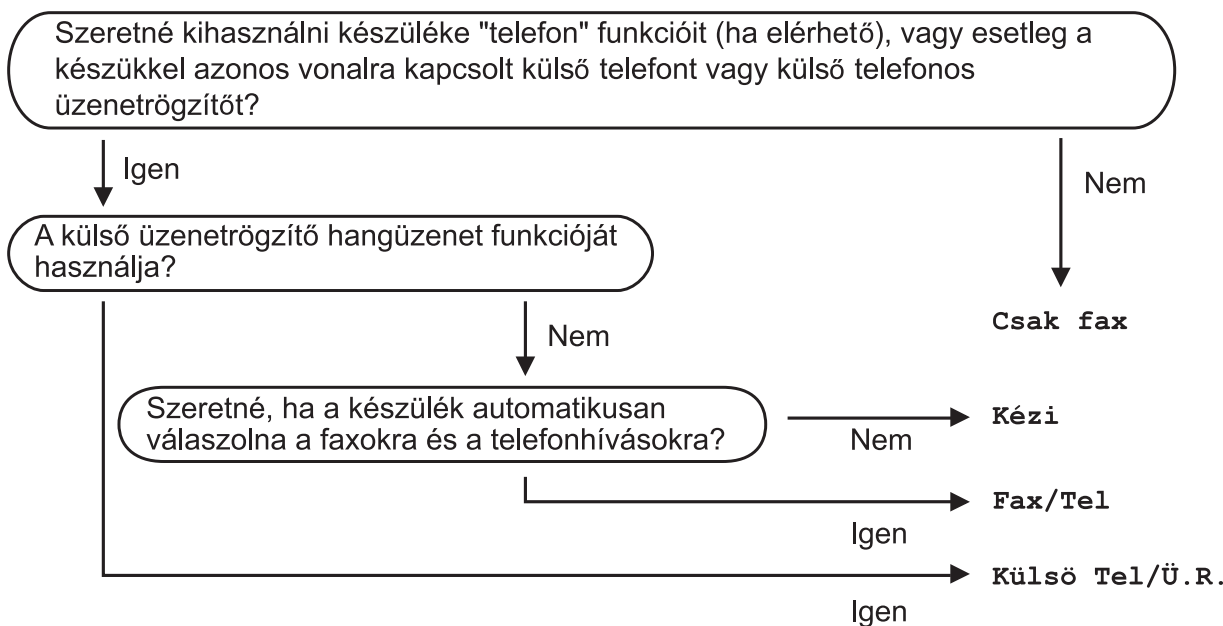 Szeretné kihasználni készüléke "telefon" funkcióit (ha elérhető), vagy esetleg a
készükkel azonos vonalra kapcsolt külső telefont vagy külső telefonos
üzenetrögzítőt?
Igen
Nem
A külső üzenetrögzítő hangüzenet funkcióját
használja?
Csak fax
Nem
Szeretné, ha a készülék automatikusan
válaszolna a faxokra és a telefonhívásokra?
Nem
Kézi
Igen
Fax/Tel
Igen
Külsö Tel/Ü.R.